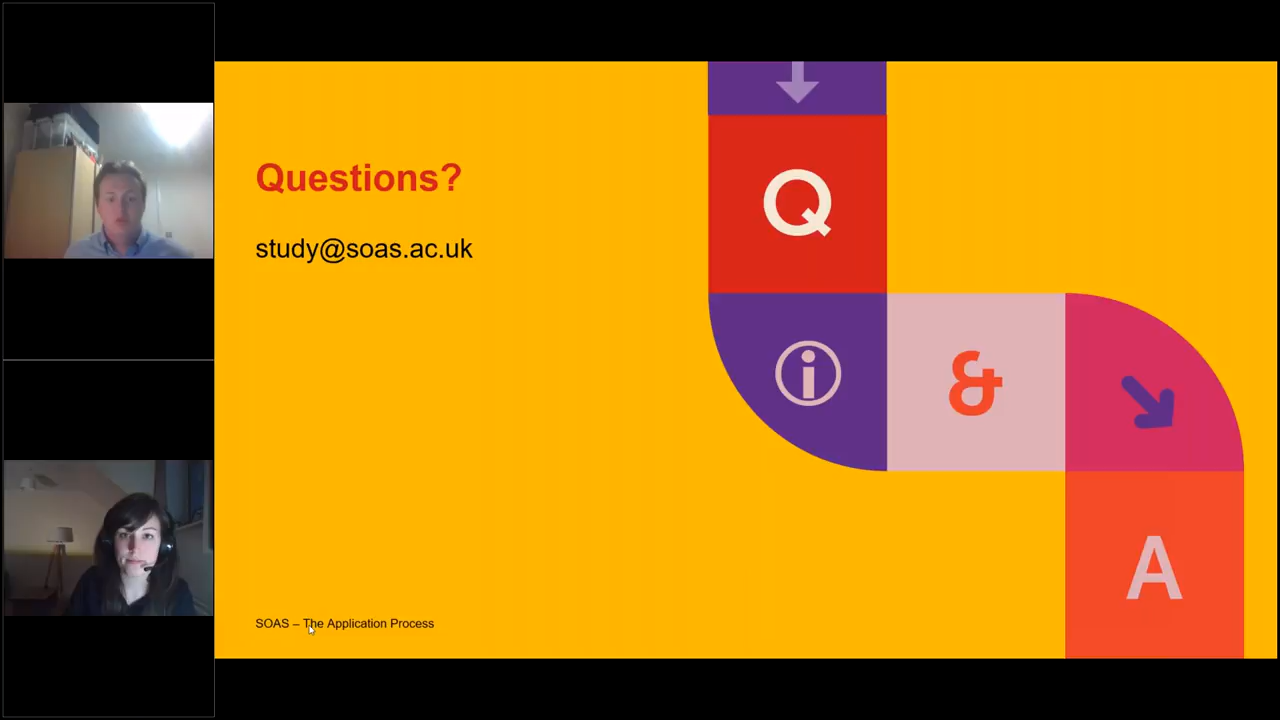 Questions?
study@soas.ac.uk
Q
i
&
A
SOAS – The Application Process